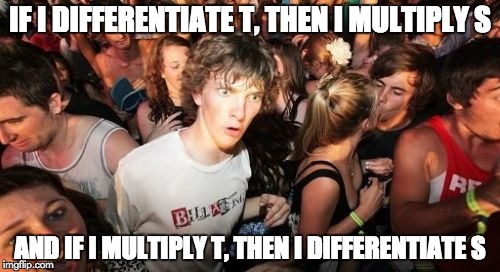 IF I DIFFERENTIATE T, THEN I MULTIPLY S
AND IF I MULTIPLY T, THEN I DIFFERENTIATE S
imgflip.com